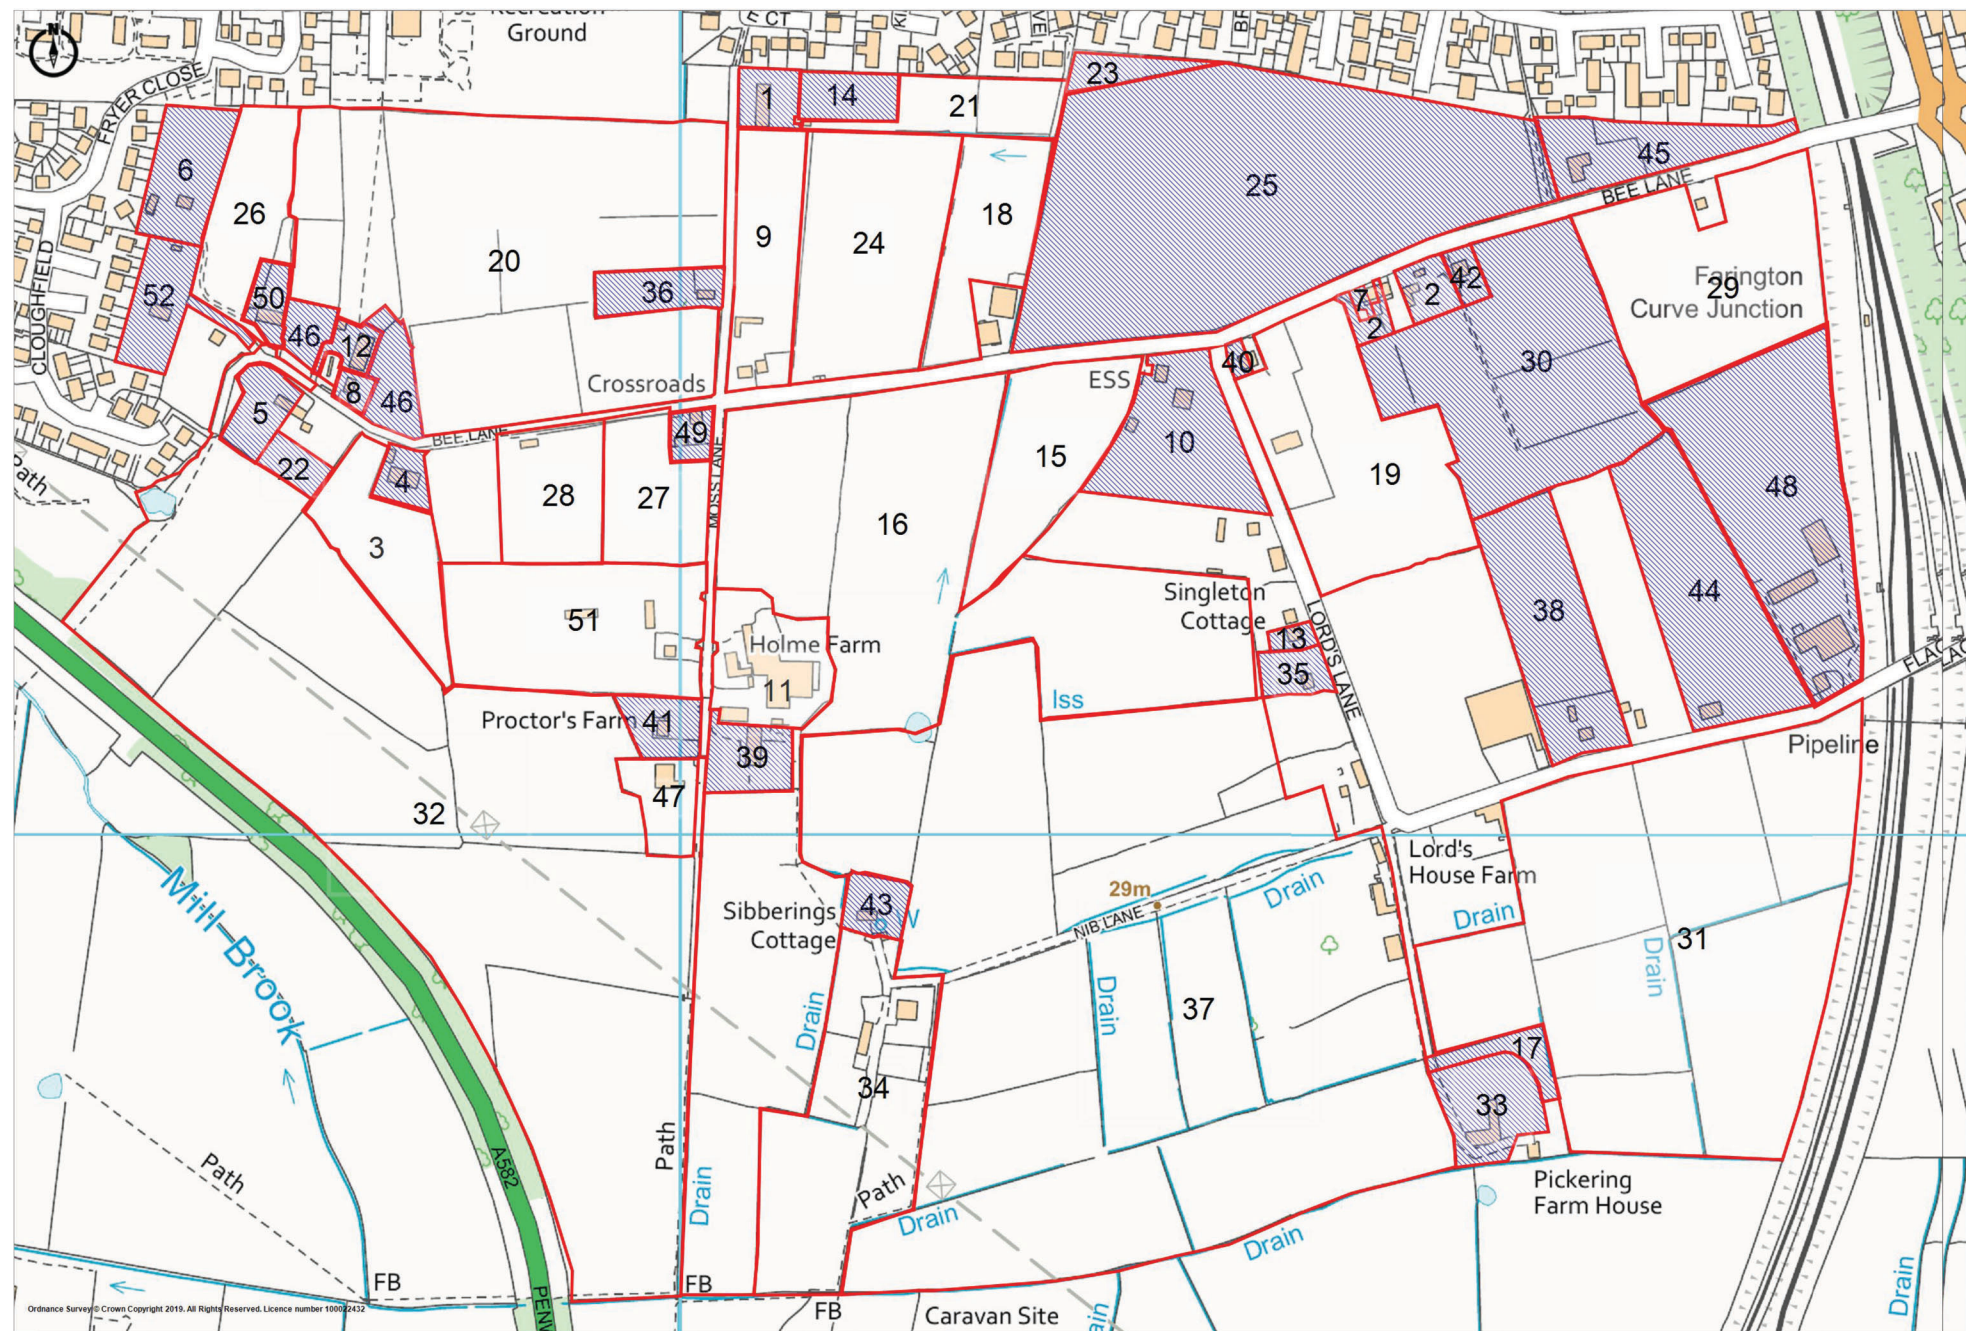 N
Recreation
Ground
E CT
FRYER CLOSE
CLOUGHFIELD
1
14
21
23
6
26
20
9
24
18
25
45
BEE LANE
29
Farington
Curve Junction
52
50
46
12
8
46
36
7
2
2
42
30
40
Crossroads
ESS
BEE LANE
5
22
4
49
MOSS LANE
28
27
3
16
15
10
19
48
Path
51
Holme Farm
11
Singleton
Cottage
13
35
LORD'S LANE
38
44
Iss
Proctor's Farm
41
39
47
32
Pipeline
Lord's
House Farm
Mill Brook
Sibberings
Cottage
43
W
29m
NIB LANE
Drain
Drain
31
Drain
Drain
Drain
37
34
17
33
A582
Path
Path
Drain
Path
Drain
Drain
Pickering
Farm House
FB
FB
FB
Caravan Site
Drain
Ordnance Survey © Crown Copyright 2019. All Rights Reserved. Licence number 100022432